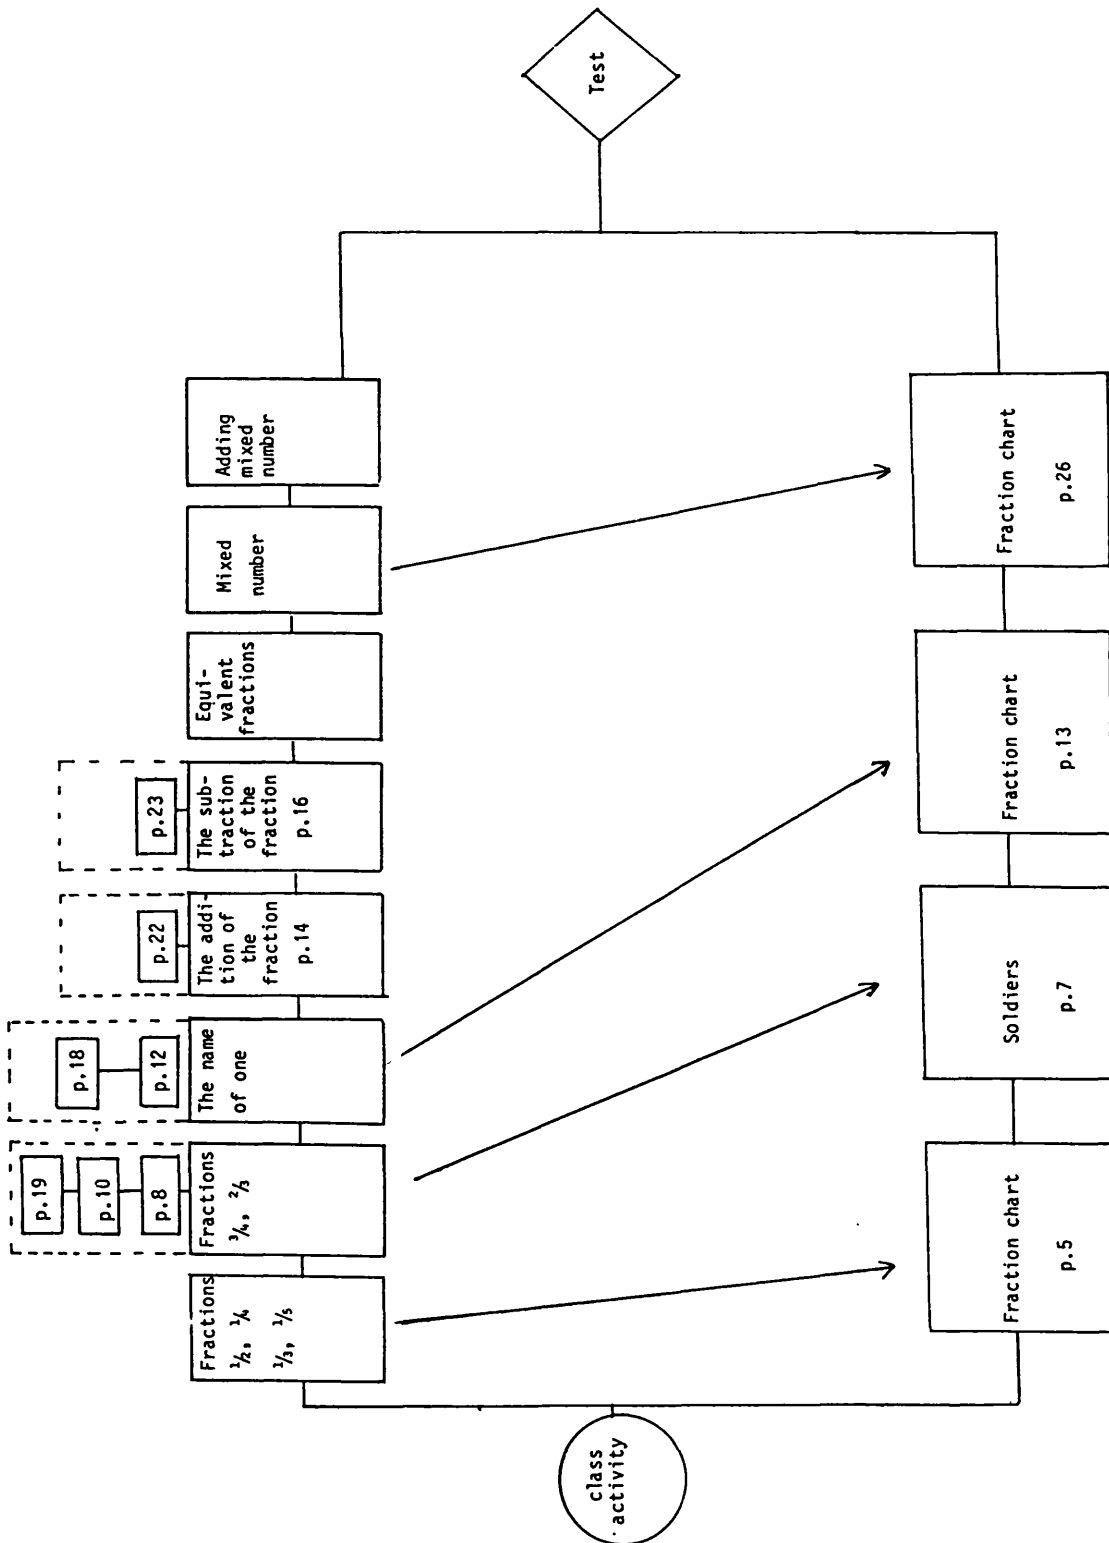 class
activity
p.19
p.10
p.8
p.18
p.12
p.22
p.23
Fractions
1/2, 1/4
1/3, 1/5
Fractions
3/4, 2/3
The name
of one
The addi-
tion of
the
fraction
p.14
The sub-
traction
of the
fraction
p.16
Equi-
valent
fractions
Mixed
number
Adding
mixed
number
Fraction chart
p.5
Soldiers
p.7
Fraction chart
p.13
Fraction chart
p.26
Test